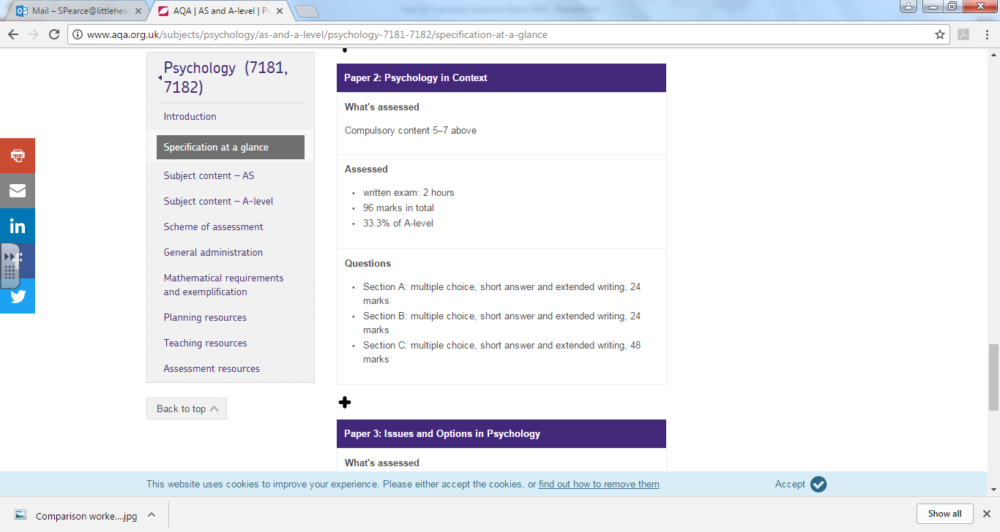 Mail – SPearce@littlehea
AQA | AS and A-level | Ps
www.aqa.org.uk/subjects/psychology/as-and-a-level/psychology-7181-7182/specification-at-a-glance
Psychology (7181,
7182)
Introduction
Specification at a glance
Subject content – AS
Subject content – A-level
Scheme of assessment
General administration
Mathematical requirements
and exemplification
Planning resources
Teaching resources
Assessment resources
Back to top
in
Paper 2: Psychology in Context
What's assessed
Compulsory content 5–7 above
Assessed
• written exam: 2 hours
• 96 marks in total
• 33.3% of A-level
Questions
• Section A: multiple choice, short answer and extended writing, 24
marks
• Section B: multiple choice, short answer and extended writing, 24
marks
• Section C: multiple choice, short answer and extended writing, 48
marks
Paper 3: Issues and Options in Psychology
What's assessed
This website uses cookies to improve your experience. Please either accept the cookies, or find out how to remove them
Accept
Comparison worke....jpg
Show all